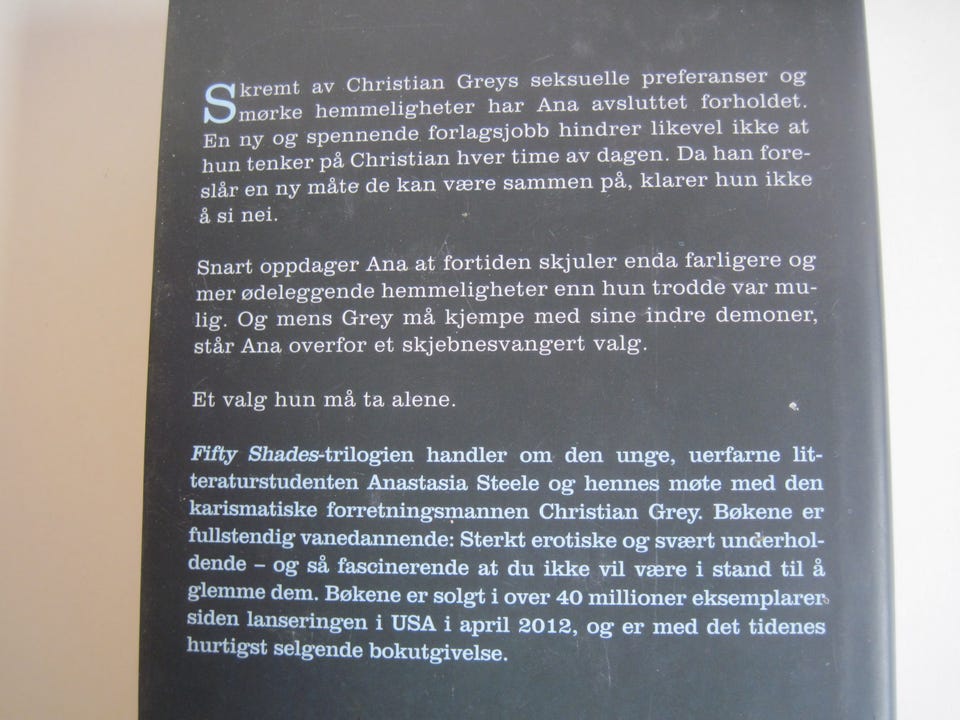 Skremt av Christian Greys seksuelle preferanser og
mørke hemmeligheter har Ana avsluttet forholdet.
En ny og spennende forlagsjobb hindrer likevel ikke at
hun tenker på Christian hver time av dagen. Da han fore-
slår en ny måte de kan være sammen på, klarer hun ikke
å si nei.
Snart oppdager Ana at fortiden skjuler enda farligere og
mer ødeleggende hemmeligheter enn hun trodde var mu-
lig. Og mens Grey må kjempe med sine indre demoner,
står Ana overfor et skjebnesvangert valg.
Et valg hun må ta alene.
Fifty Shades-trilogien handler om den unge, uerfarne lit-
teraturstudenten Anastasia Steele og hennes møte med den
karismatiske forretningsmannen Christian Grey. Bøkene er
fullstendig vanedannende: Sterkt erotiske og svært underhol-
dende – og så fascinerende at du ikke vil være i stand til å
glemme dem. Bøkene er solgt i over 40 millioner eksemplarer
siden lanseringen i USA i april 2012, og er med det tidenes
hurtigst selgende bokutgivelse.